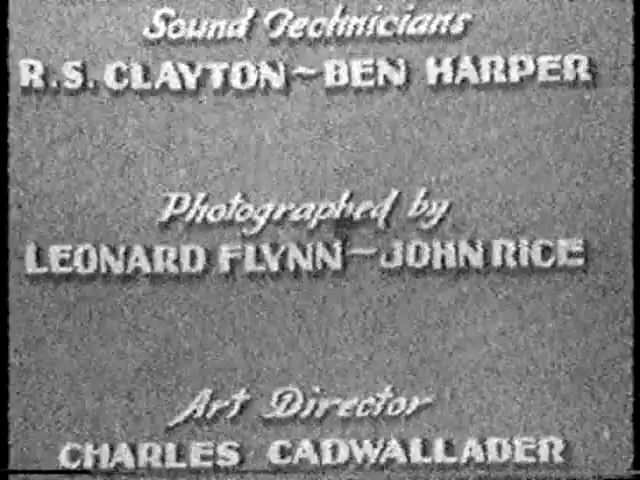 Sound Technicians
R.S. CLAYTON~BEN HARPER
Photographed by
LEONARD FLYNN~JOHN RICE
Art Director
CHARLES CADWALLADER